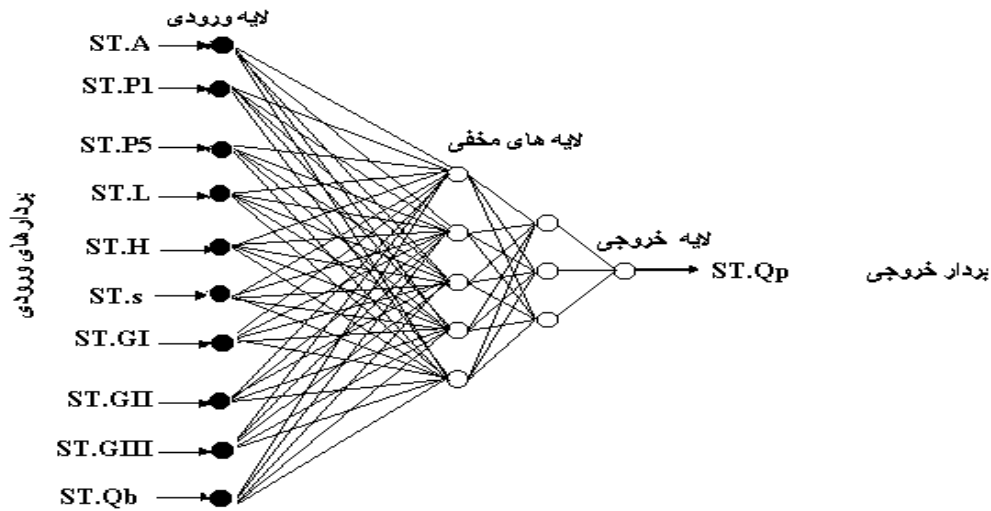 لایه ورودی
ST.A
ST.P1
ST.P5
ST.L
ST.H
ST.s
ST.GI
ST.GII
ST.GIII
ST.Qb
بردارهای ورودی
لایه های مخفی
لایه خروجی
ST.Qp
بردار خروجی